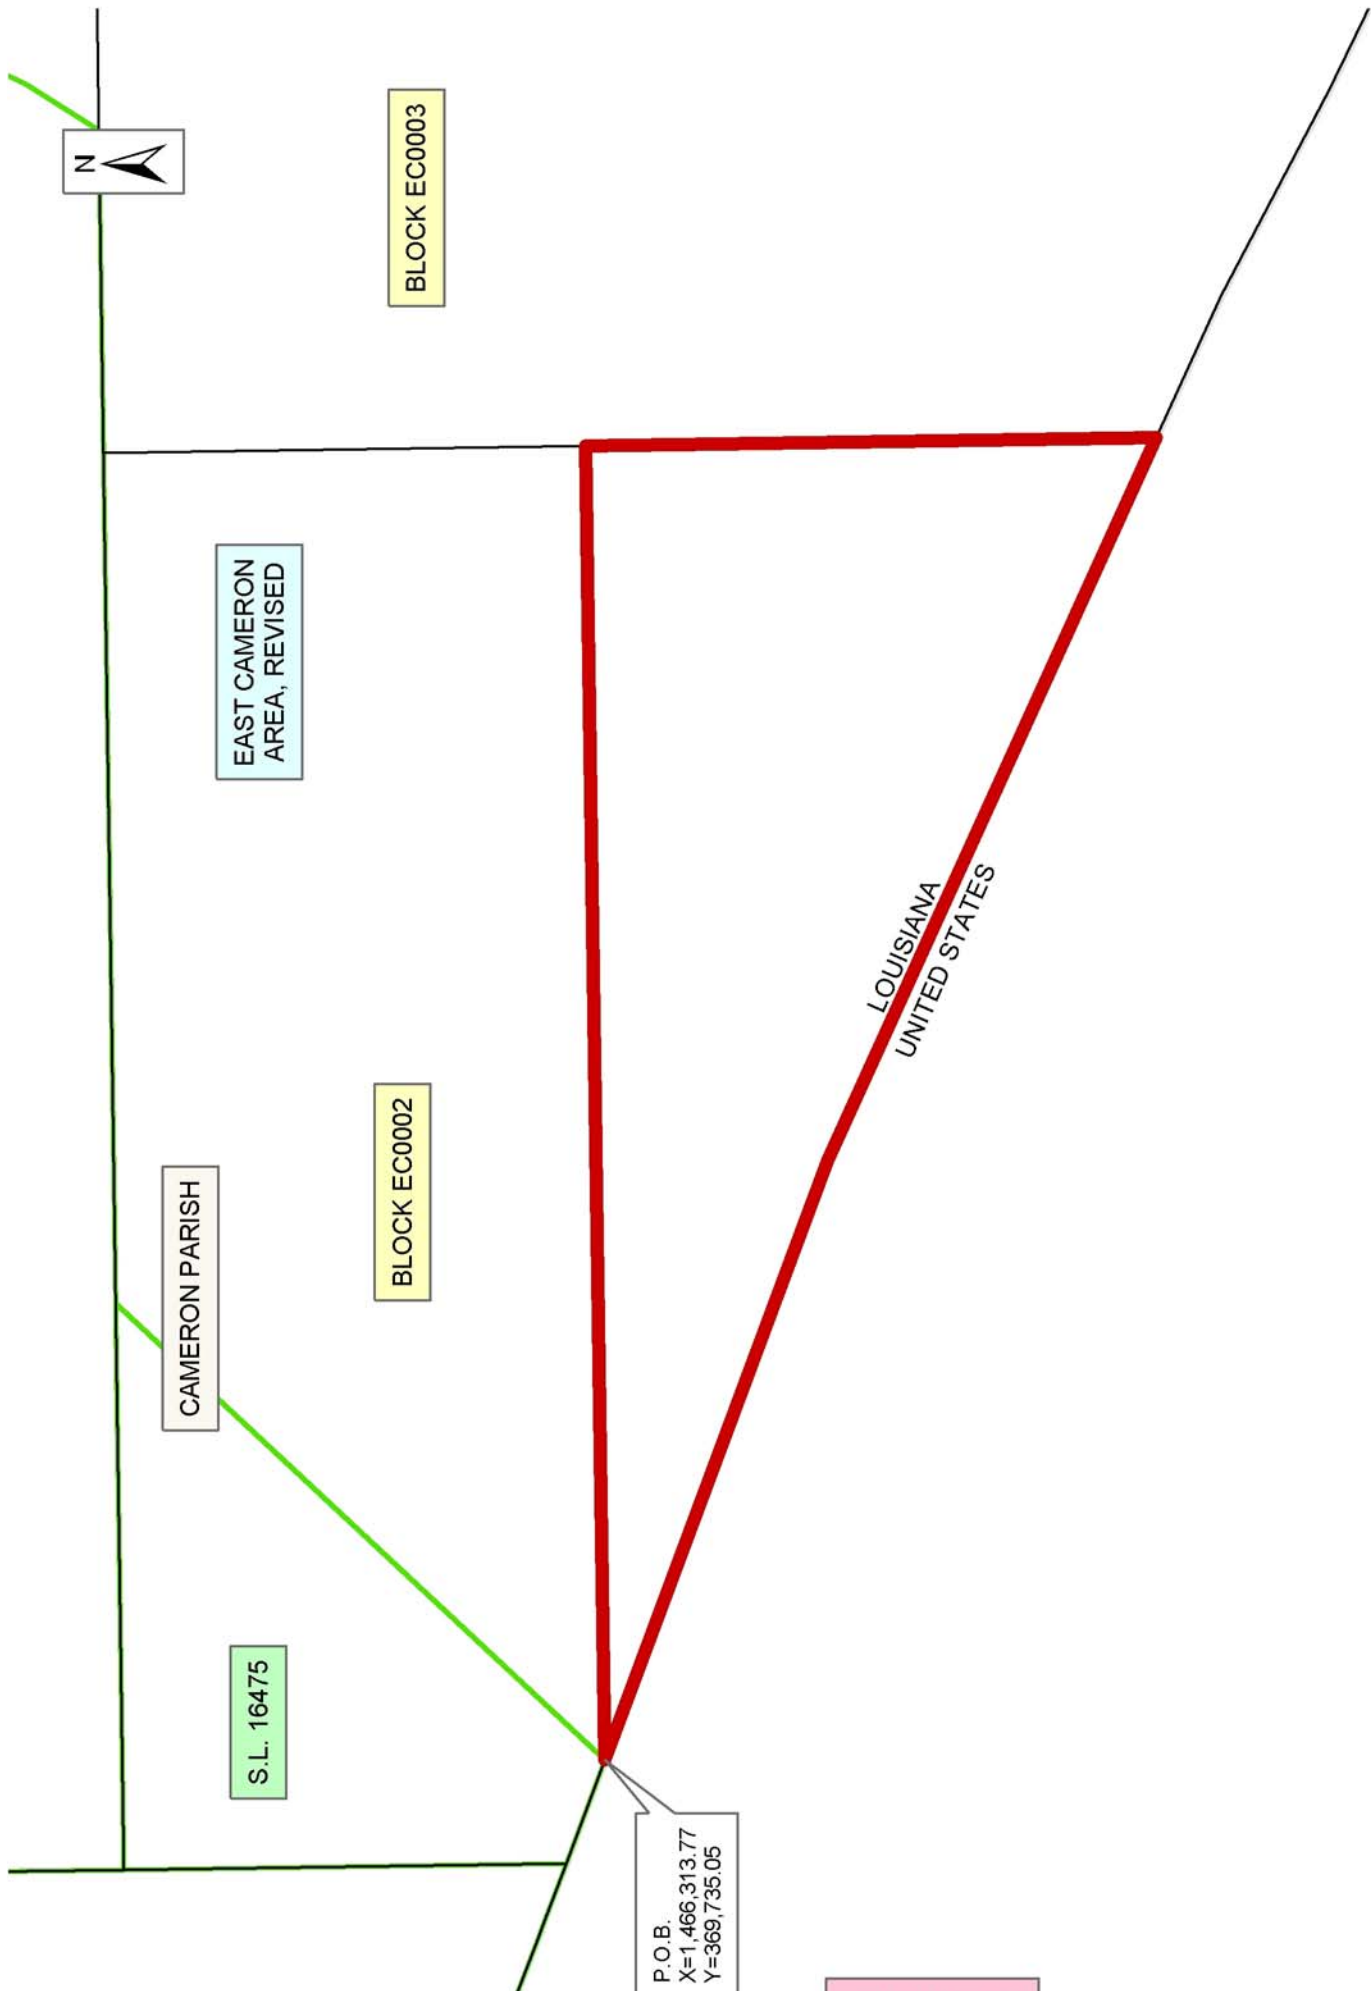 N
BLOCK EC0003
EAST CAMERON
AREA, REVISED
CAMERON PARISH
BLOCK EC0002
S.L. 16475
LOUISIANA
UNITED STATES
P.O.B.
X=1,466,313.77
Y=369,735.05